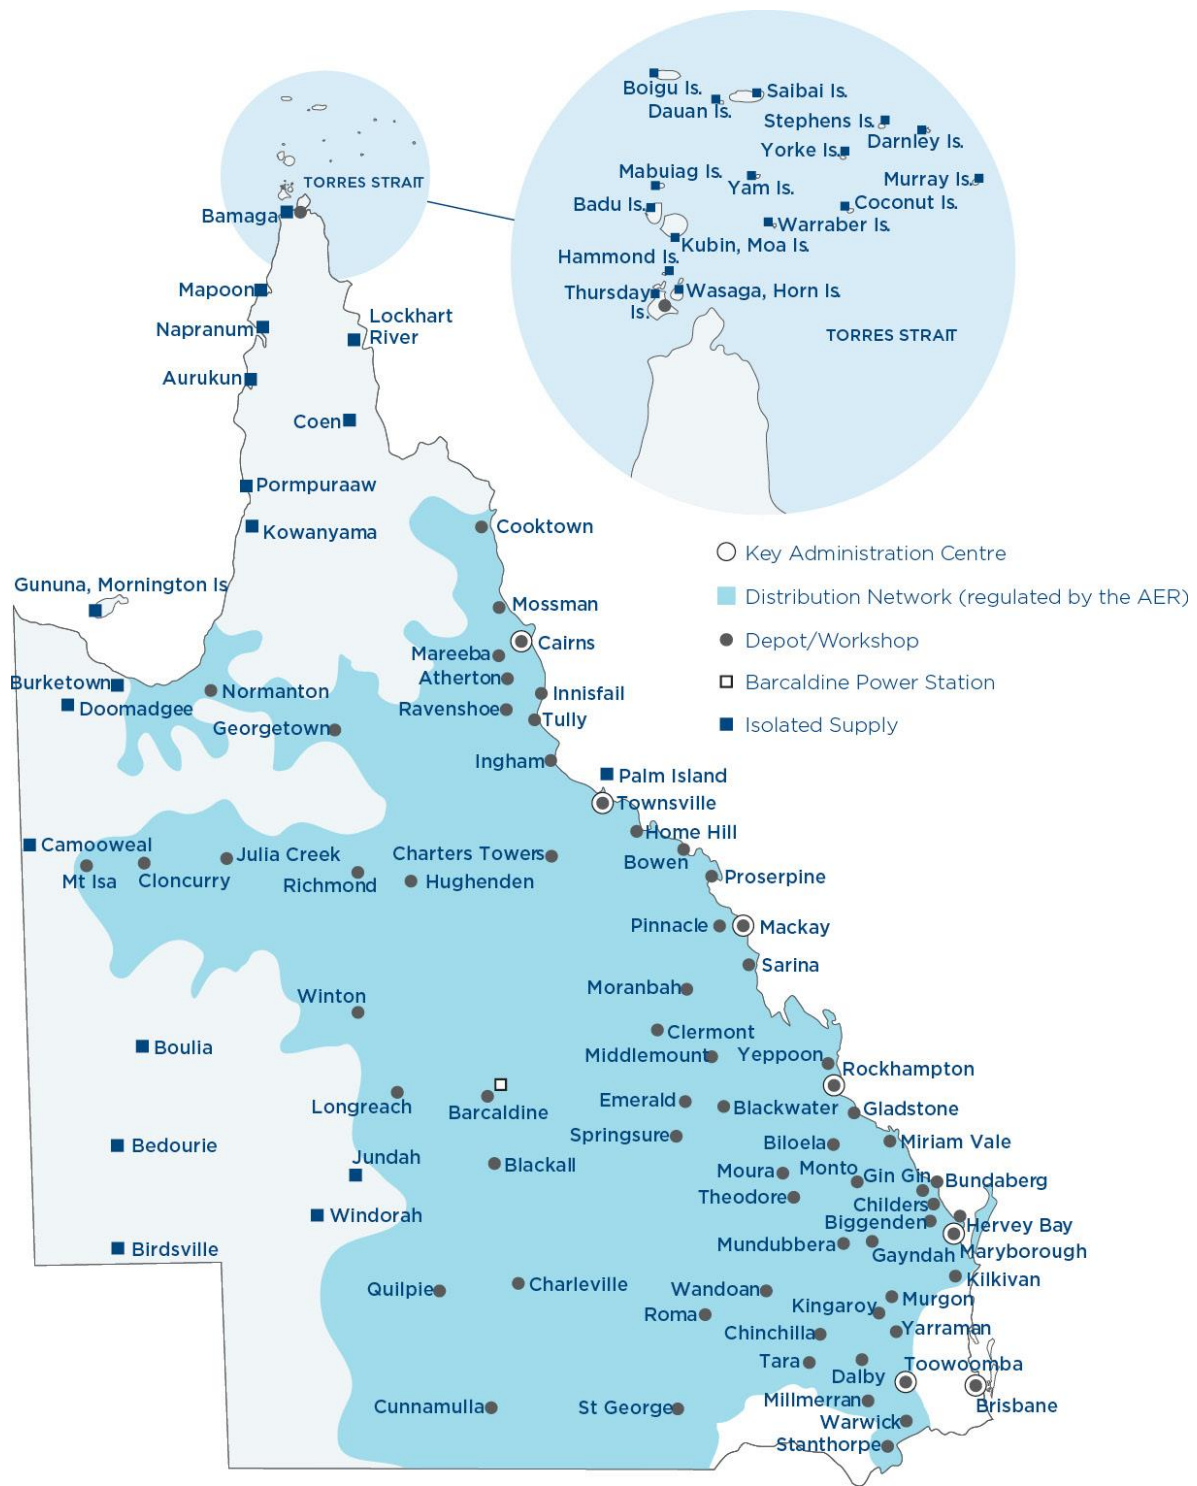 Boigu Is.
Saibai Is.
Dauan Is.
Stephens Is.
Darnley Is.
Yorke Is.
Mabuiag Is.
Yam Is.
Murray Is.
Badu Is.
Coconut Is.
Warraber Is.
Kubin, Moa Is.
Hammond Is.
Thursday
Is.
Wasaga, Horn Is.
TORRES STRAIT
TORRES STRAIT
Bamaga
Mapoon
Napranum
Lockhart
River
Aurukun
Coen
Pormpuraaw
Kowanyama
Cooktown
Key Administration Centre
Distribution Network (regulated by the AER)
Depot/Workshop
Barcaldine Power Station
Isolated Supply
Gununa, Mornington Is
Mossman
Cairns
Mareeba
Atherton
Burketown
Doomadgee
Normanton
Innisfail
Ravenshoe
Tully
Georgetown
Ingham
Palm Island
Townsville
Home Hill
Camooweal
Julia Creek
Charters Towers
Bowen
Mt Isa
Cloncurry
Richmond
Hughenden
Proserpine
Pinnacle
Mackay
Sarina
Moranbah
Winton
Clermont
Boulia
Middlemount
Yeppoon
Rockhampton
Longreach
Barcaldine
Emerald
Blackwater
Gladstone
Springsure
Biloela
Miriam Vale
Bedourie
Jundah
Blackall
Moura
Monto
Gin Gin
Bundaberg
Theodore
Childers
Windorah
Biggenden
Hervey Bay
Birdsville
Mundubbera
Gayndah
Maryborough
Quilpie
Charleville
Wandoan
Kilkivan
Roma
Kingaroy
Murgon
Chinchilla
Yarraman
Tara
Dalby
Toowoomba
Cunnamulla
St George
Millmerran
Brisbane
Warwick
Stanthorpe